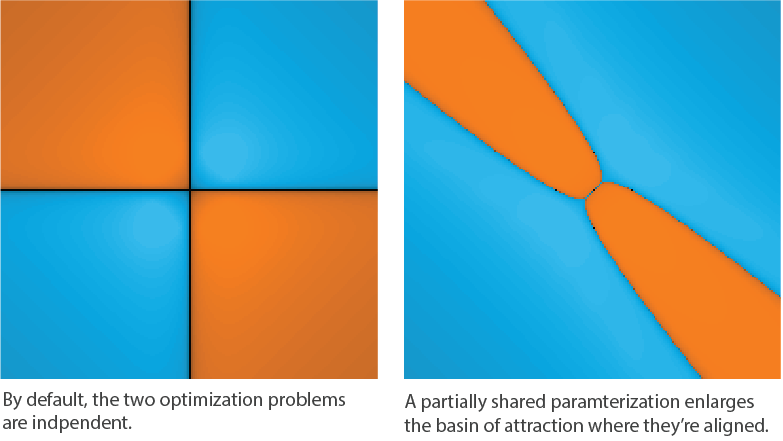 By default, the two optimization problems
are indpendent.
A partially shared paramterization enlarges
the basin of attraction where they're aligned.